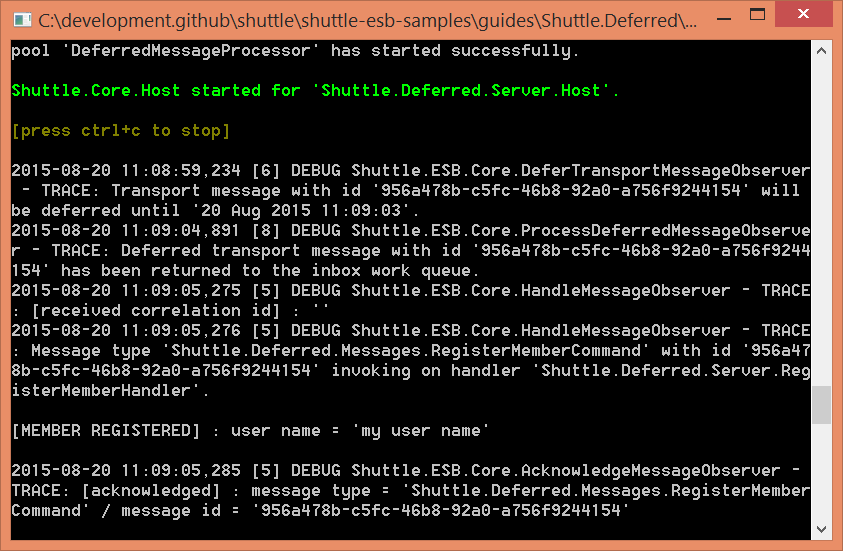 C:\development.github\shuttle\shuttle-esb-samples\guides\Shuttle.Deferred\...
pool 'DeferredMessageProcessor' has started successfully.
Shuttle.Core.Host started for 'Shuttle.Deferred.Server.Host'.
[press ctrl+c to stop]
2015-08-20 11:08:59,234 [6] DEBUG Shuttle.ESB.Core.DeferTransportMessageObserver
 - TRACE: Transport message with id '956a478b-c5fc-46b8-92a0-a756f9244154' will
be deferred until '20 Aug 2015 11:09:03'.
2015-08-20 11:09:04,891 [8] DEBUG Shuttle.ESB.Core.ProcessDeferredMessageObserve
r - TRACE: Deferred transport message with id '956a478b-c5fc-46b8-92a0-a756f9244
154' has been returned to the inbox work queue.
2015-08-20 11:09:05,275 [5] DEBUG Shuttle.ESB.Core.HandleMessageObserver - TRACE
: [received correlation id] : ''
2015-08-20 11:09:05,276 [5] DEBUG Shuttle.ESB.Core.HandleMessageObserver - TRACE
: Message type 'Shuttle.Deferred.Messages.RegisterMemberCommand' with id '956a47
8b-c5fc-46b8-92a0-a756f9244154' invoking on handler 'Shuttle.Deferred.Server.Reg
isterMemberHandler'.
[MEMBER REGISTERED] : user name = 'my user name'
2015-08-20 11:09:05,285 [5] DEBUG Shuttle.ESB.Core.AcknowledgeMessageObserver -
TRACE: [acknowledged] : message type = 'Shuttle.Deferred.Messages.RegisterMember
Command' / message id = '956a478b-c5fc-46b8-92a0-a756f9244154'